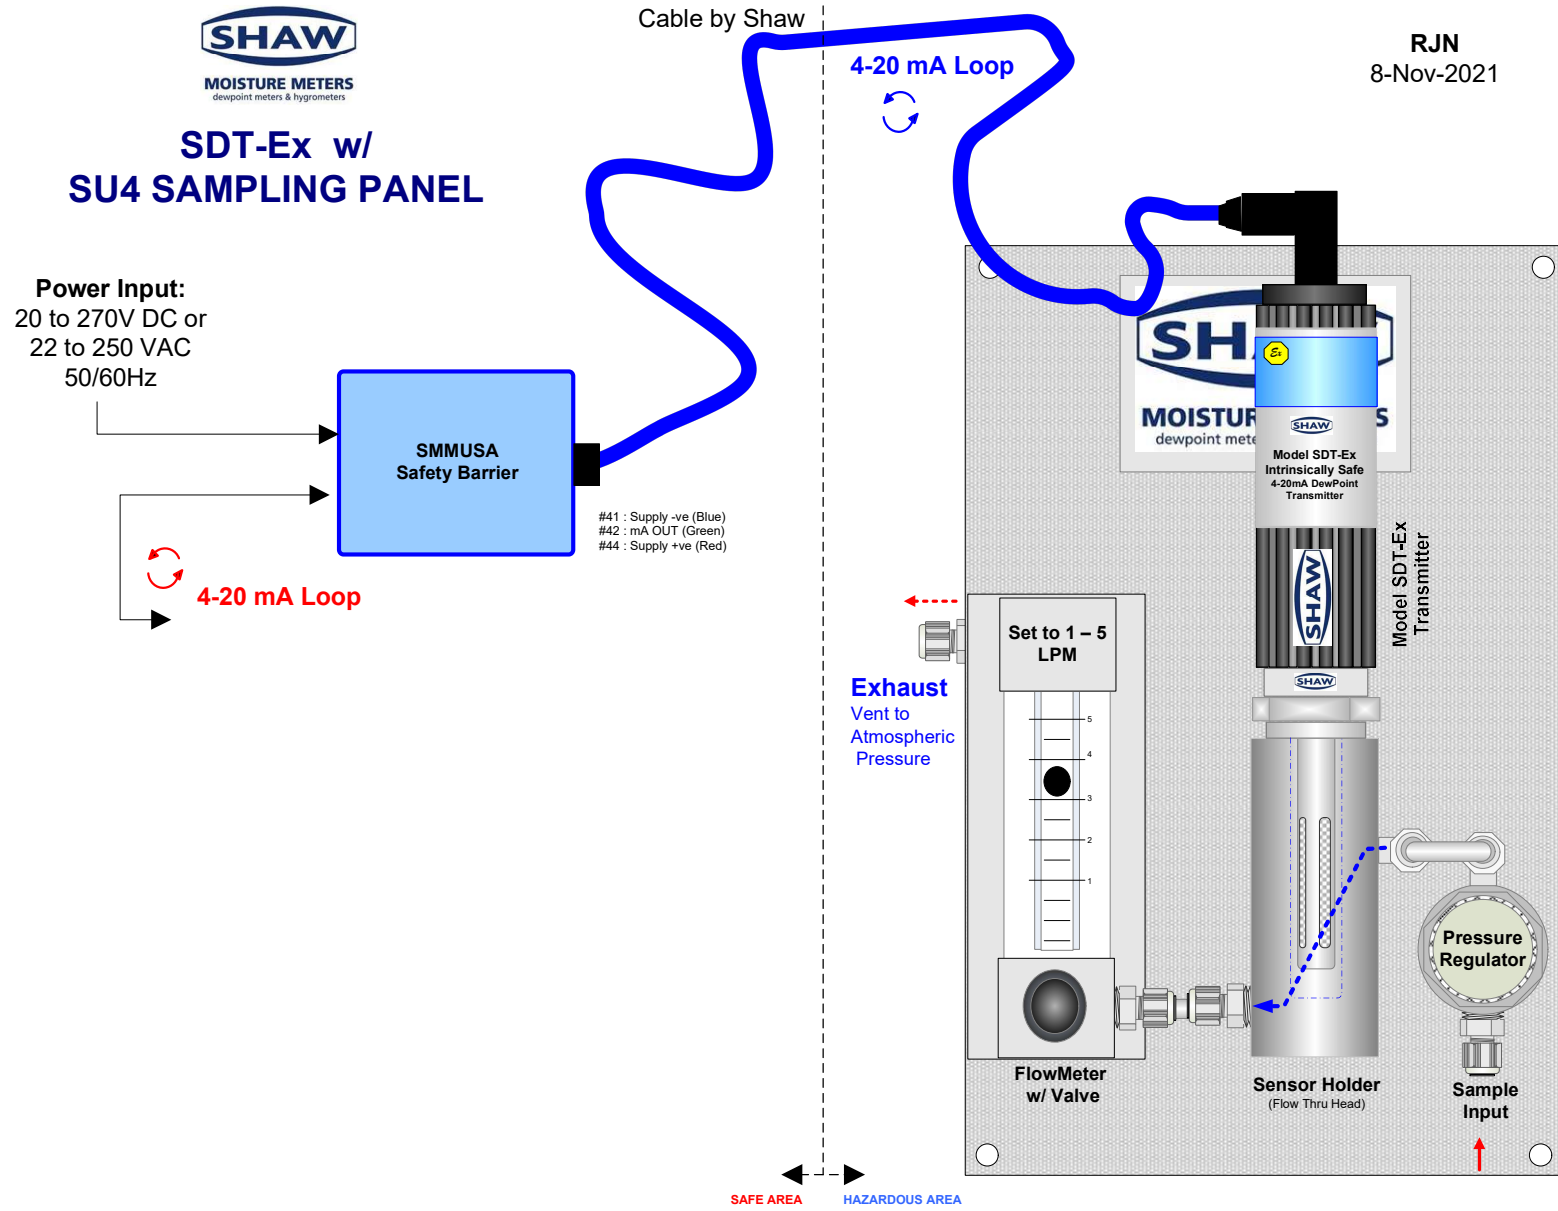 SHAW
MOISTURE METERS
dewpoint meters & hygrometers
SDT-Ex w/
SU4 SAMPLING PANEL
Cable by Shaw
4-20 mA Loop
RJN
8-Nov-2021
Power Input:
20 to 270V DC or
22 to 250 VAC
50/60Hz
SMMUSA
Safety Barrier
#41 : Supply -ve (Blue)
#42 : mA OUT (Green)
#44 : Supply +ve (Red)
4-20 mA Loop
SH
MOISTUR S
dewpoint mete
Ex
SHAW
Model SDT-Ex
Intrinsically Safe
4-20mA DewPoint
Transmitter
SHAW
Model SDT-Ex
Transmitter
SHAW
Set to 1 – 5
LPM
5
4
3
2
1
Exhaust
Vent to
Atmospheric
Pressure
Pressure
Regulator
FlowMeter
w/ Valve
Sensor Holder
(Flow Thru Head)
Sample
Input
SAFE AREA
HAZARDOUS AREA